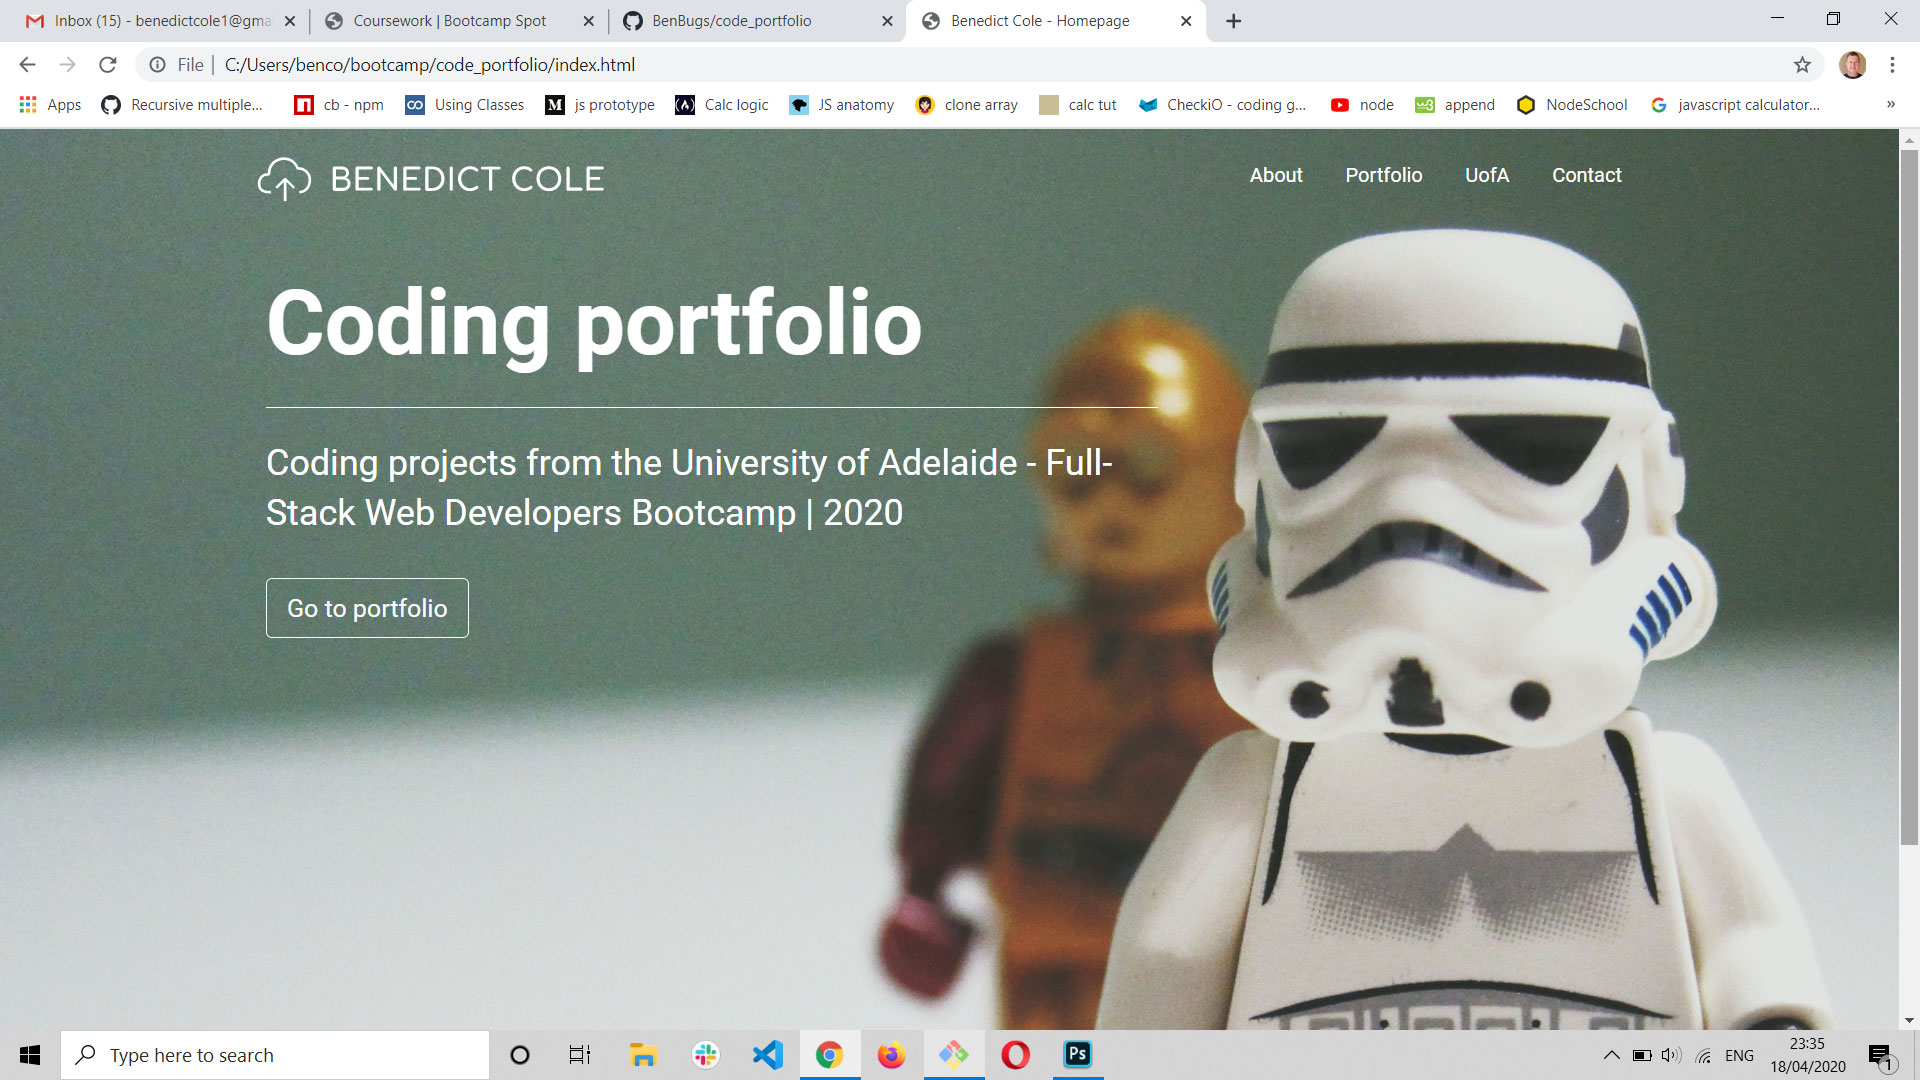 Inbox (15) - benedictcole1@gma
Coursework | Bootcamp Spot
BenBugs/code_portfolio
Benedict Cole - Homepage
File | C:/Users/benco/bootcamp/code_portfolio/index.html
Apps
Recursive multiple...
cb - npm
Using Classes
js prototype
Calc logic
JS anatomy
clone array
calc tut
CheckiO - coding g...
node
append
NodeSchool
javascript calculator...
»
BENEDICT COLE
About
Portfolio
UofA
Contact
Coding portfolio
Coding projects from the University of Adelaide - Full-
Stack Web Developers Bootcamp | 2020
Go to portfolio
Type here to search
Ps
ENG
23:35
18/04/2020
1